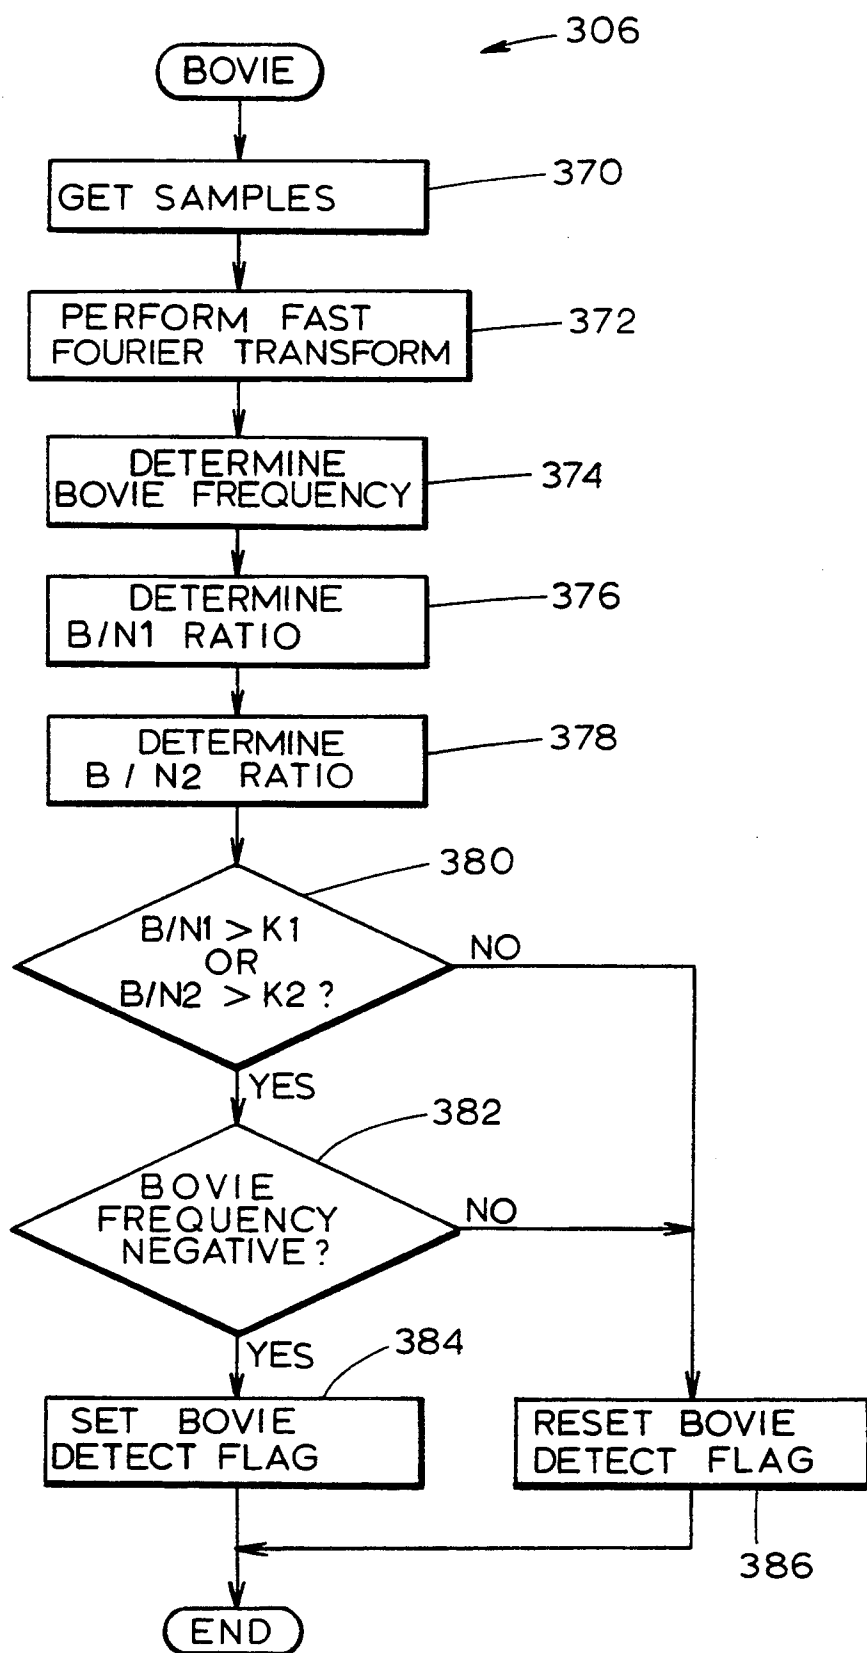 306
BOVIE
GET SAMPLES
370
PERFORM FAST
FOURIER TRANSFORM
372
DETERMINE
BOVIE FREQUENCY
374
DETERMINE
B/N1 RATIO
376
DETERMINE
B / N2 RATIO
378
380
B/N1 > K1
OR
B/N2 > K2 ?
NO
YES
382
BOVIE
FREQUENCY
NEGATIVE ?
NO
YES
384
SET BOVIE
DETECT FLAG
RESET BOVIE
DETECT FLAG
386
END